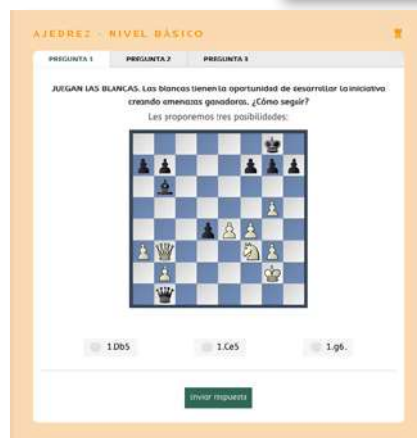 AJEDREZ - NIVEL BÁSICO
PREGUNTA 1 PREGUNTA 2 PREGUNTA 3
JUEGAN LAS BLANCAS. Las blancas tienen la oportunidad de desarrollar la iniciativa
creando amenazas ganadoras. ¿Cómo seguir?
Les proponemos tres posibilidades:
1.Db5 1.Ce5 1.g6.
Enviar respuesta